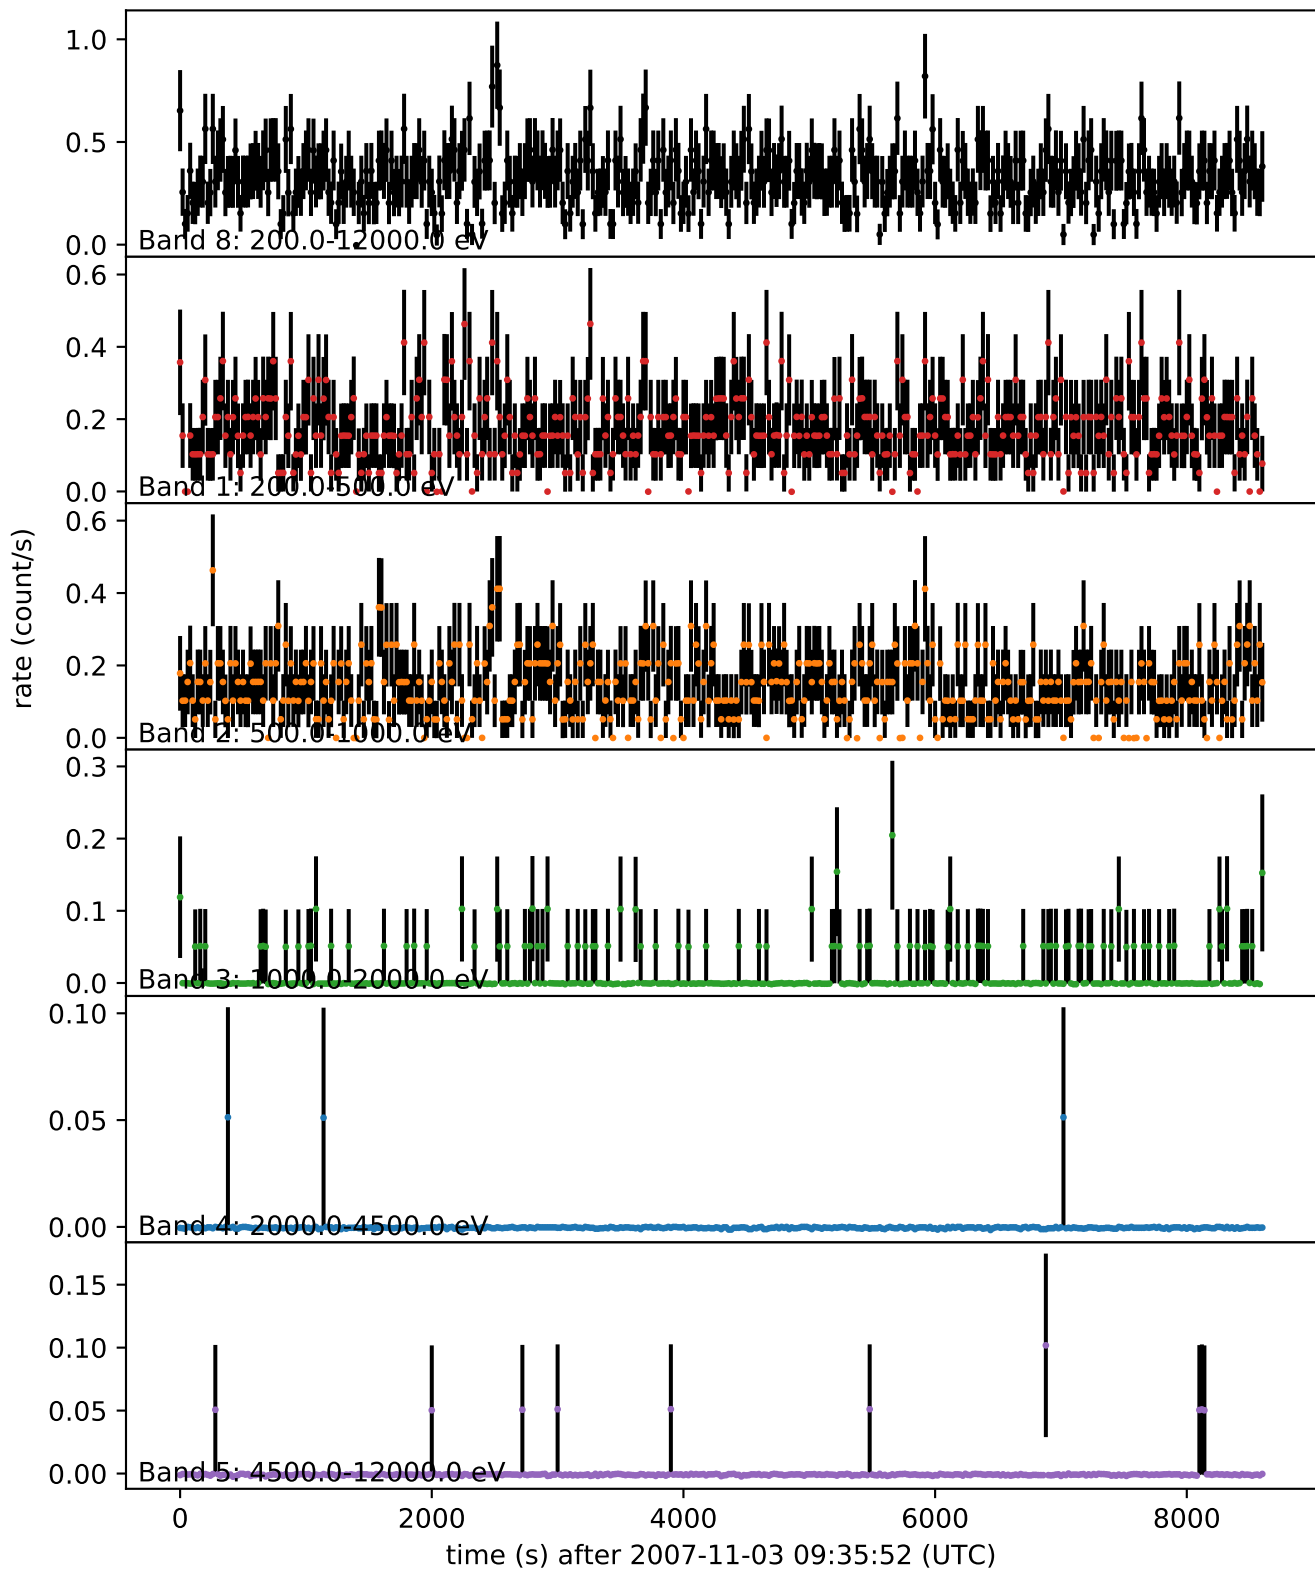 1.0
0.5
0.0
Band 8: 200.0-12000.0 eV
0.6
0.4
0.2
0.0
Band 1: 200.0-500.0 eV
0.6
0.4
0.2
0.0
Band 2: 500.0-1000.0 eV
rate (count/s)
0.3
0.2
0.1
0.0
Band 3: 1000.0-2000.0 eV
0.10
0.05
0.00
Band 4: 2000.0-4500.0 eV
0.15
0.10
0.05
0.00
Band 5: 4500.0-12000.0 eV
0 2000 4000 6000 8000
time (s) after 2007-11-03 09:35:52 (UTC)